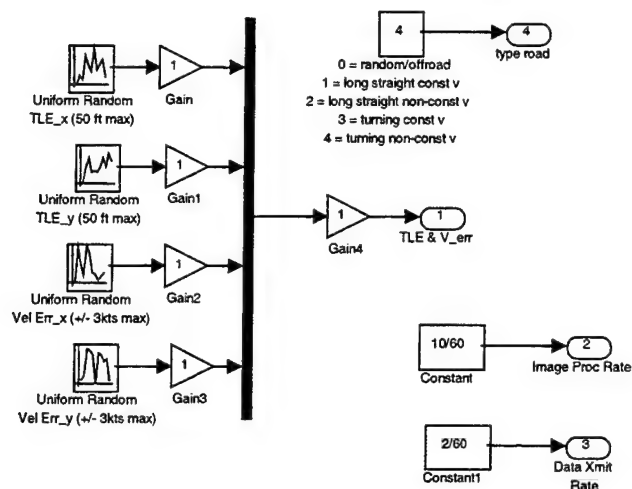 4
4
type road
0 = random/offroad
1 = long straight const v
2 = long straight non-const v
3 = turning const v
4 = turning non-const v
1
Gain
Uniform Random
TLE_x (50 ft max)
1
Gain1
Uniform Random
TLE_y (50 ft max)
1
Gain4
1
TLE & V_err
1
Gain2
Uniform Random
Vel Err_x (+/- 3kts max)
1
Gain3
Uniform Random
Vel Err_y (+/- 3kts max)
10/60
Constant
2
Image Proc Rate
2/60
Constant1
3
Data Xmit
Rate